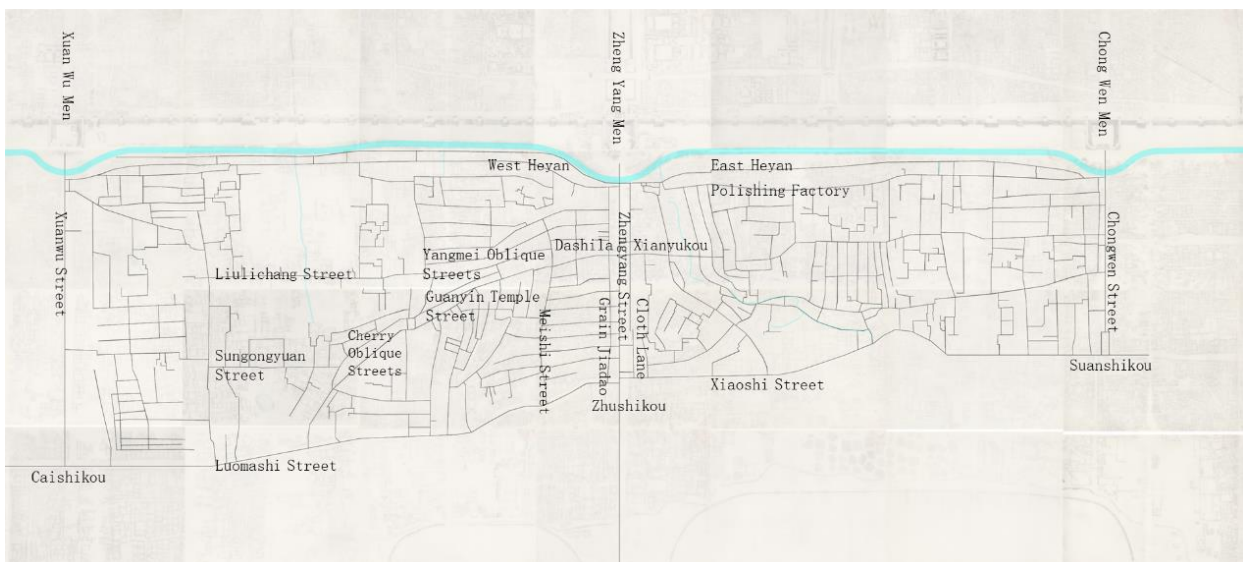 Xuan Wu Men
Zheng Yang Men
Chong Wen Men
West Heyan
East Heyan
Polishing Factory
Xuanwu Street
Zhengyang Street
Chongwen Street
Dashila
Xianyukou
Yangmei Oblique
Streets
Liulichang Street
Guanyin Temple
Street
Meishi Street
Grain Jiadao
Cloth Lane
Cherry
Oblique
Streets
Sungongyuan
Street
Suanshikou
Xiaoshi Street
Zhushikou
Luomashi Street
Caishikou